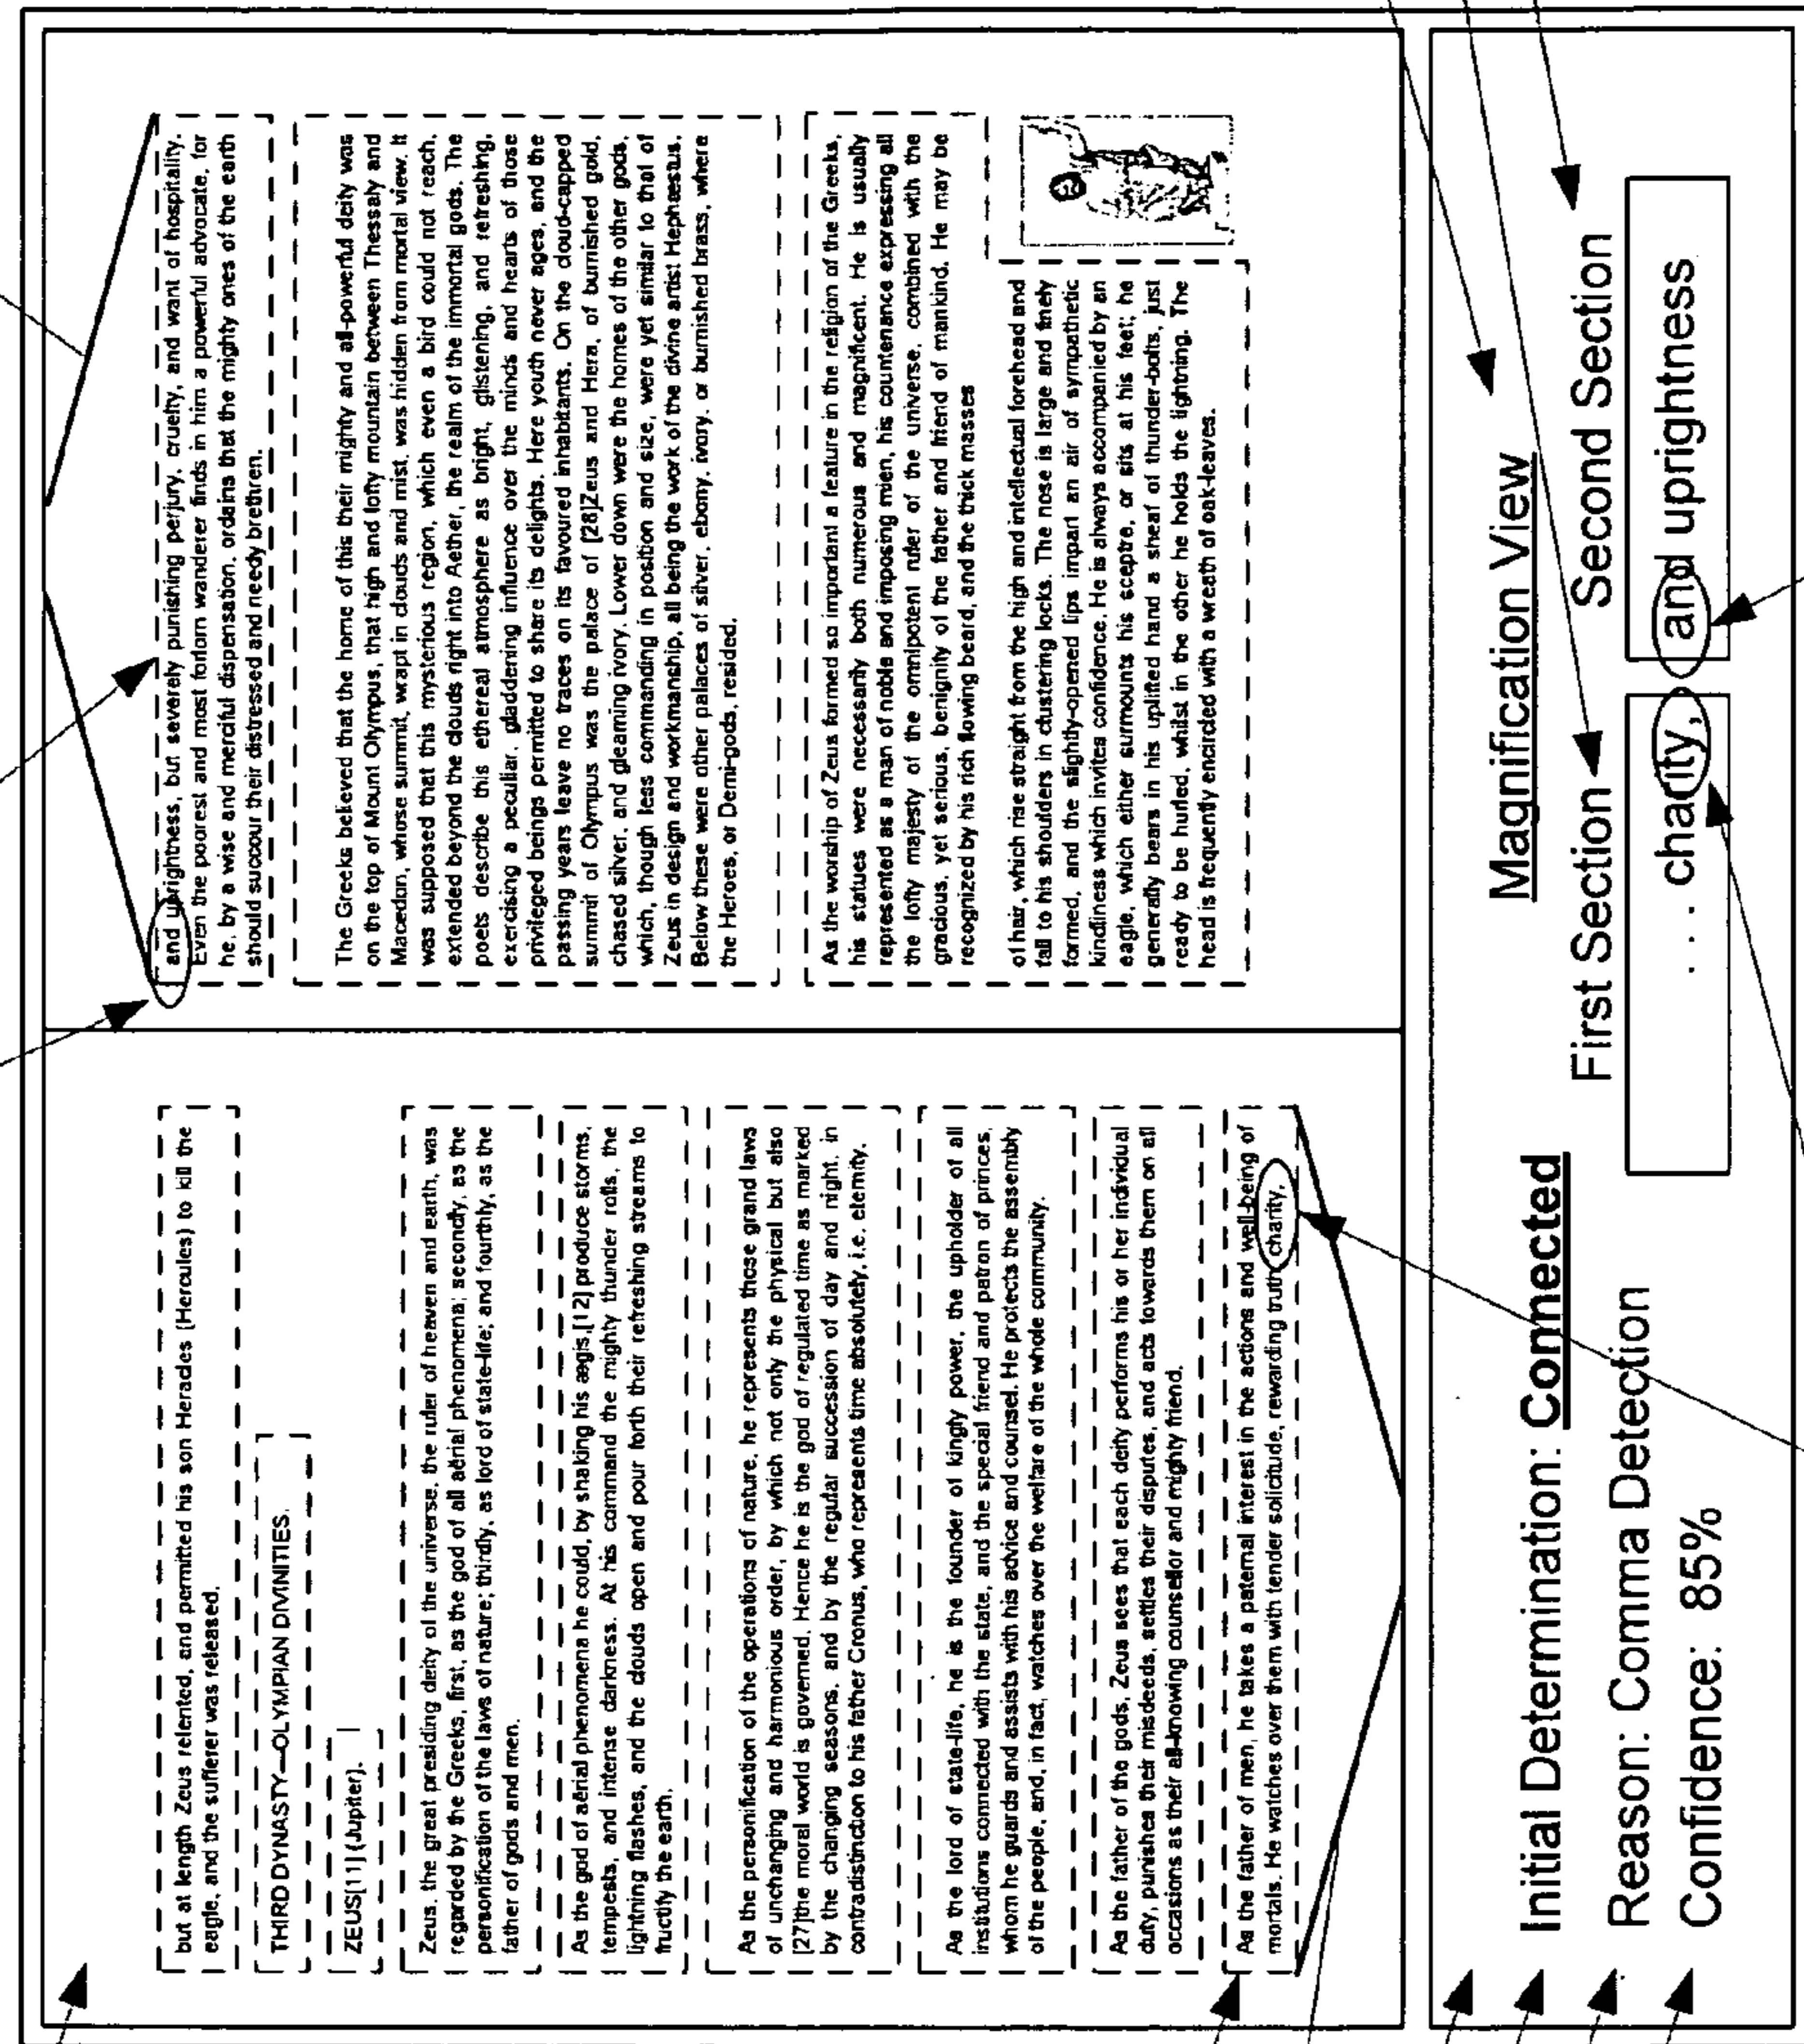 but at length Zeus relented, and permitted his son Herades (Hercules) to kill the
eagle, and the sufferer was released.
THIRD DYNASTY—OLYMPIAN DIVINITIES.
ZEUS[11] (Jupiter).
Zeus, the great presiding deity of the universe, the ruler of heaven and earth, was
regarded by the Greeks, first, as the god of all aërial phenomena; secondly, as the
personification of the laws of nature; thirdly, as lord of state-life; and fourthly, as the
father of gods and men.
As the god of aërial phenomena he could, by shaking his aegis,[12] produce storms,
tempests, and intense darkness. At his command the mighty thunder rolls, the
lightning flashes, and the clouds open and pour forth their refreshing streams to
fructify the earth.
As the personification of the operations of nature, he represents those grand laws
of unchanging and harmonious order, by which not only the physical but also
[27]the moral world is governed. Hence he is the god of regulated time as marked
by the changing seasons, and by the regular succession of day and night, in
contradistinction to his father Cronus, who represents time absolutely, i.e. eternity.
As the lord of state-life, he is the founder of kingly power, the upholder of all
institutions connected with the state, and the special friend and patron of princes,
whom he guards and assists with his advice and counsel. He protects the assembly
of the people, and, in fact, watches over the welfare of the whole community.
As the father of the gods, Zeus sees that each deity performs his or her individual
duty, punishes their misdeeds, settles their disputes, and acts towards them on all
occasions as their all-knowing counsellor and mighty friend.
As the father of men, he takes a paternal interest in the actions and well-being of
mortals. He watches over them with tender solicitude, rewarding truth, charity,
and uprightness, but severely punishing perjury, cruelty, and want of hospitality.
Even the poorest and most forlorn wanderer finds in him a powerful advocate, for
he, by a wise and merciful dispensation, ordains that the mighty ones of the earth
should succour their distressed and needy brethren.
The Greeks believed that the home of this their mighty and all-powerful deity was
on the top of Mount Olympus, that high and lofty mountain between Thessaly and
Macedon, whose summit, wrapt in clouds and mist, was hidden from mortal view. It
was supposed that this mysterious region, which even a bird could not reach,
extended beyond the clouds right into Aether, the realm of the immortal gods. The
poets describe this ethereal atmosphere as bright, glistening, and refreshing,
exercising a peculiar, gladdening influence over the minds and hearts of those
privileged beings permitted to share its delights. Here youth never ages, and the
passing years leave no traces on its favoured inhabitants. On the cloud-capped
summit of Olympus was the palace of [28]Zeus and Hera, of burnished gold,
chased silver, and gleaming ivory. Lower down were the homes of the other gods,
which, though less commanding in position and size, were yet similar to that of
Zeus in design and workmanship, all being the work of the divine artist Hephaestus.
Below these were other palaces of silver, ebony, ivory, or burnished brass, where
the Heroes, or Demi-gods, resided.
As the worship of Zeus formed so important a feature in the religion of the Greeks,
his statues were necessarily both numerous and magnificent. He is usually
represented as a man of noble and imposing mien, his countenance expressing all
the lofty majesty of the omnipotent ruler of the universe, combined with the
gracious, yet serious, benignity of the father and friend of mankind. He may be
recognized by his rich flowing beard, and the thick masses
of hair, which rise straight from the high and intellectual forehead and
fall to his shoulders in clustering locks. The nose is large and finely
formed, and the slightly-opened lips impart an air of sympathetic
kindliness which invites confidence. He is always accompanied by an
eagle, which either surmounts his sceptre, or sits at his feet; he
generally bears in his uplifted hand a sheaf of thunder-bolts, just
ready to be hurled, whilst in the other he holds the lightning. The
head is frequently encircled with a wreath of oak-leaves.
Initial Determination: Connected
Reason: Comma Detection
Confidence: 85%
Magnification View
First Section
Second Section
. . . charity,
and uprightness